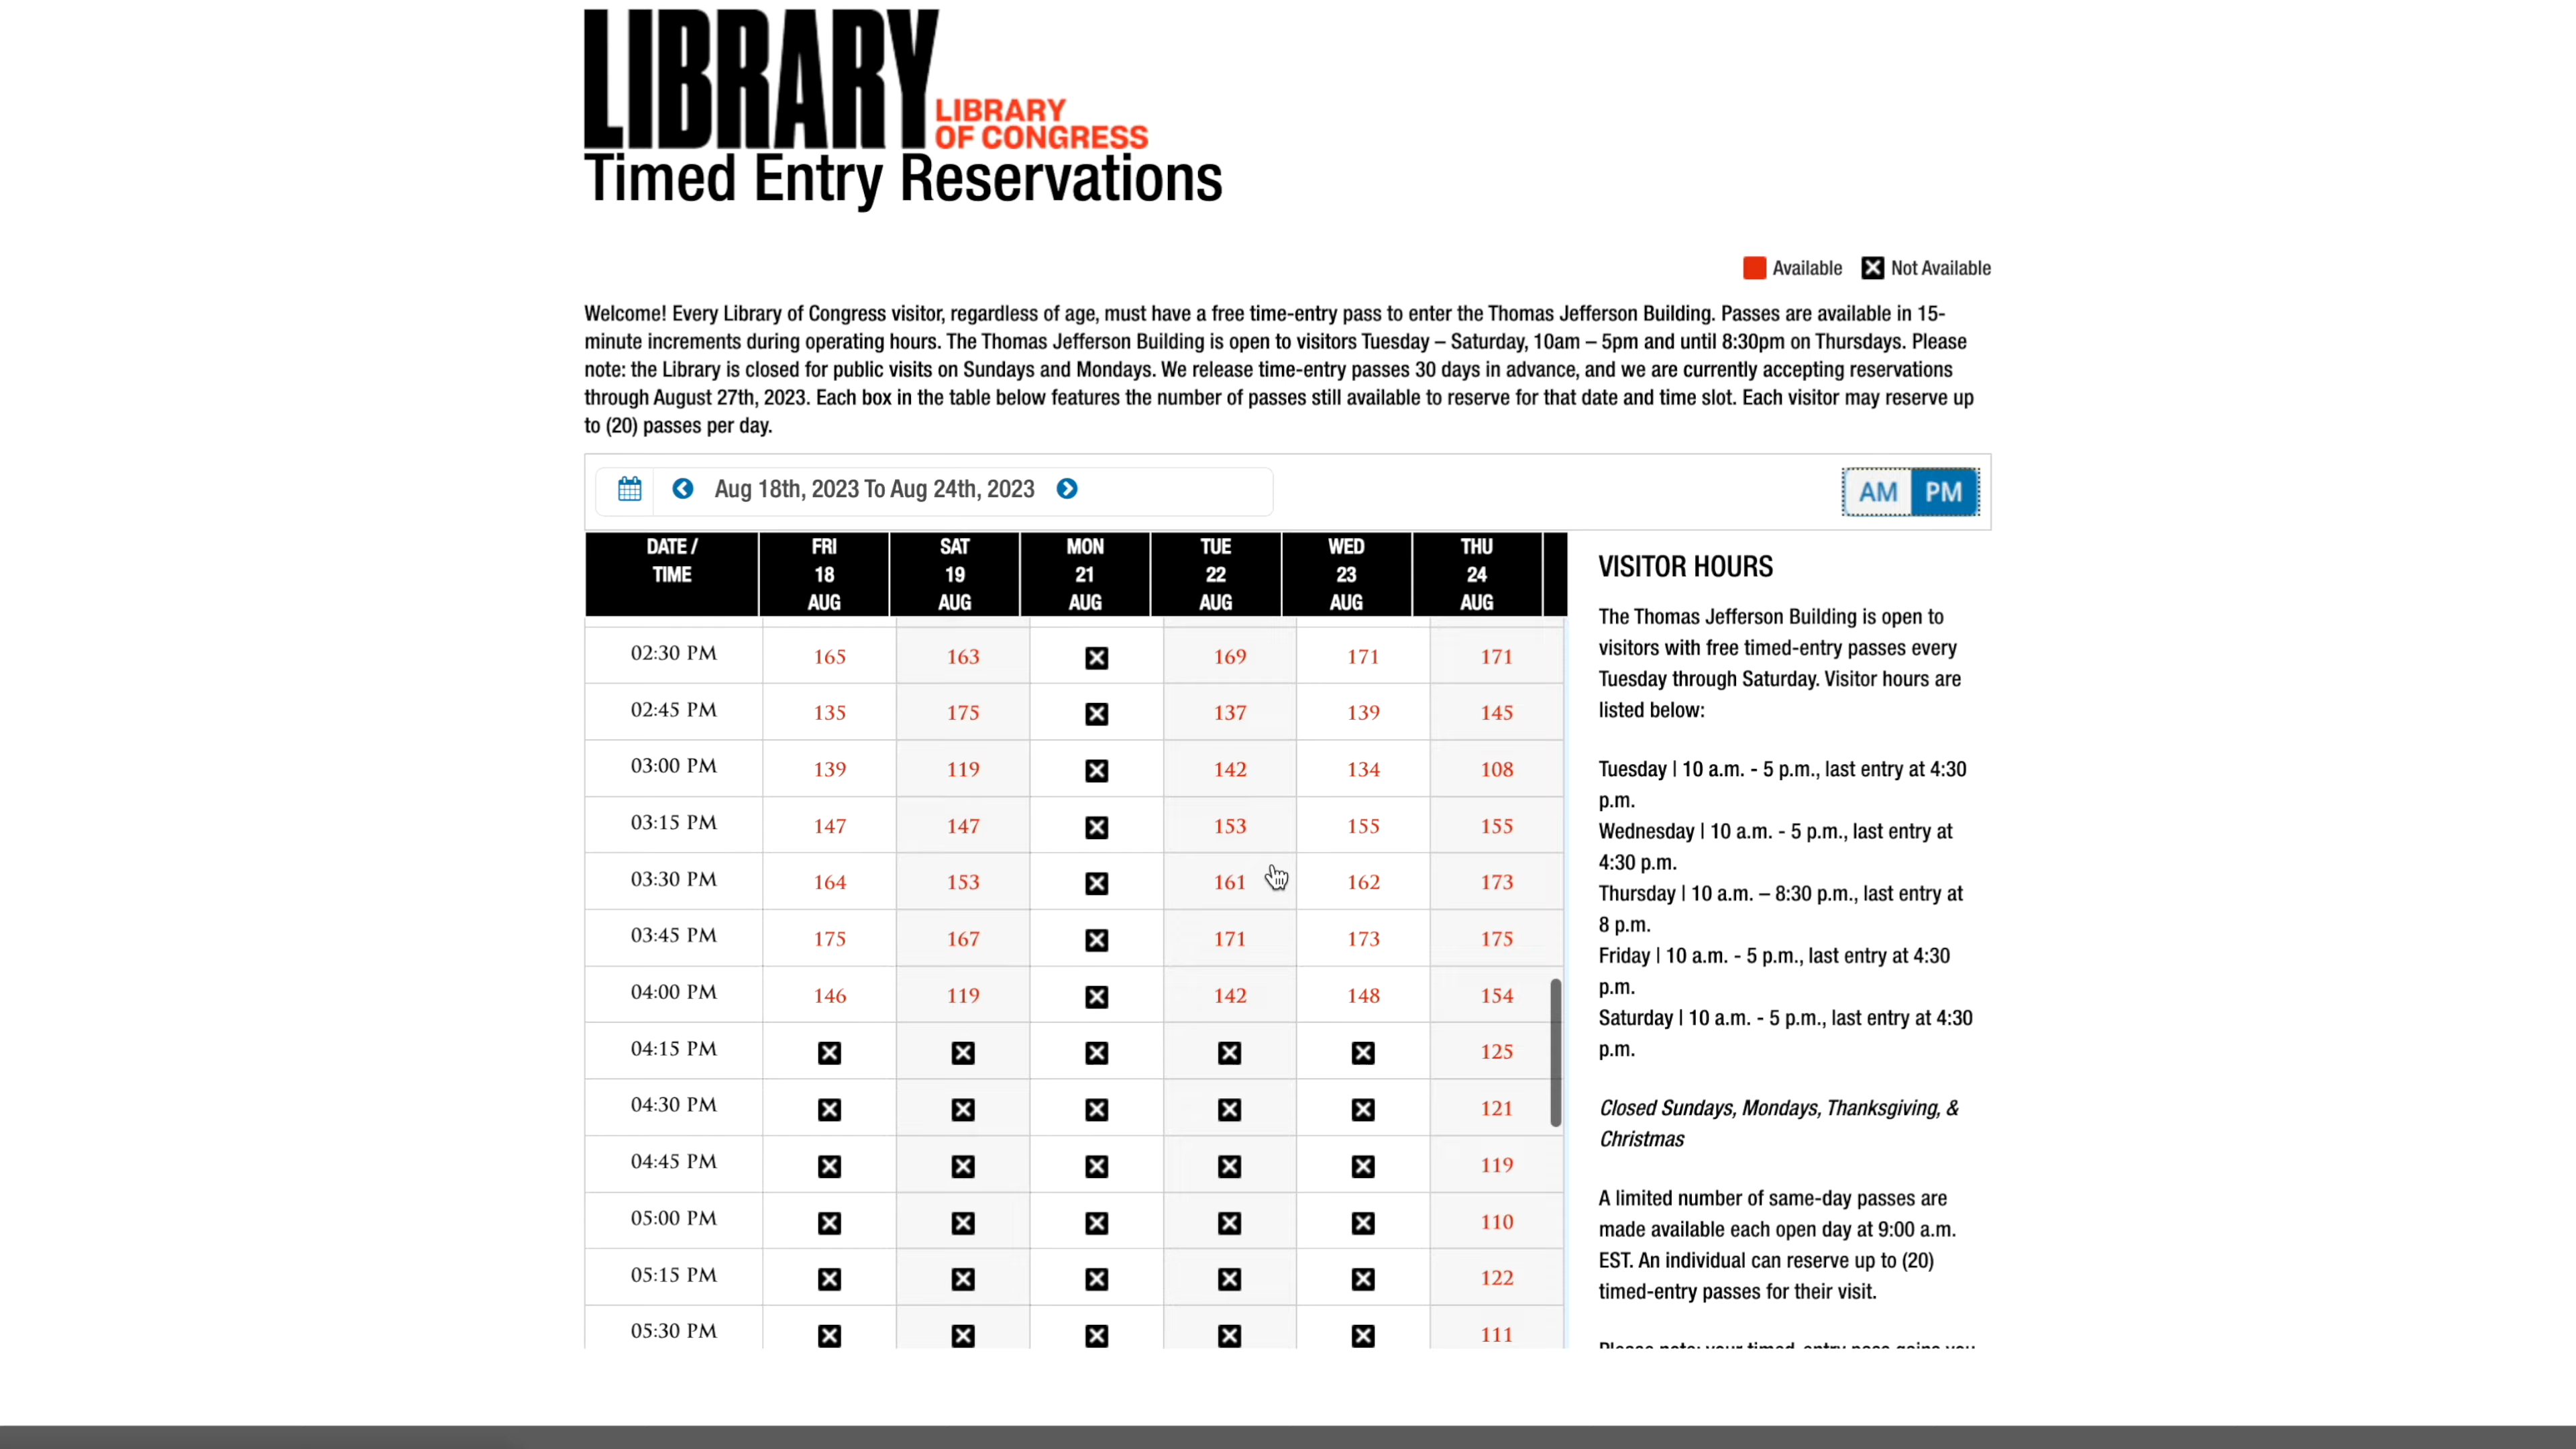 LIBRARY
LIBRARY
OF CONGRESS
Timed Entry Reservations
Available Not Available
Welcome! Every Library of Congress visitor, regardless of age, must have a free time-entry pass to enter the Thomas Jefferson Building. Passes are available in 15-
minute increments during operating hours. The Thomas Jefferson Building is open to visitors Tuesday – Saturday, 10am – 5pm and until 8:30pm on Thursdays. Please
note: the Library is closed for public visits on Sundays and Mondays. We release time-entry passes 30 days in advance, and we are currently accepting reservations
through August 27th, 2023. Each box in the table below features the number of passes still available to reserve for that date and time slot. Each visitor may reserve up
to (20) passes per day.
Aug 18th, 2023 To Aug 24th, 2023
AM PM
DATE / FRI SAT MON TUE WED THU
TIME 18 19 21 22 23 24
AUG AUG AUG AUG AUG AUG
02:30 PM 165 163 169 171 171
02:45 PM 135 175 137 139 145
03:00 PM 139 119 142 134 108
03:15 PM 147 147 153 155 155
03:30 PM 164 153 161 162 173
03:45 PM 175 167 171 173 175
04:00 PM 146 119 142 148 154
04:15 PM 125
04:30 PM 121
04:45 PM 119
05:00 PM 110
05:15 PM 122
05:30 PM 111
VISITOR HOURS
The Thomas Jefferson Building is open to
visitors with free timed-entry passes every
Tuesday through Saturday. Visitor hours are
listed below:
Tuesday | 10 a.m. - 5 p.m., last entry at 4:30
p.m.
Wednesday | 10 a.m. - 5 p.m., last entry at
4:30 p.m.
Thursday | 10 a.m. – 8:30 p.m., last entry at
8 p.m.
Friday | 10 a.m. - 5 p.m., last entry at 4:30
p.m.
Saturday | 10 a.m. - 5 p.m., last entry at 4:30
p.m.
Closed Sundays, Mondays, Thanksgiving, &
Christmas
A limited number of same-day passes are
made available each open day at 9:00 a.m.
EST. An individual can reserve up to (20)
timed-entry passes for their visit.